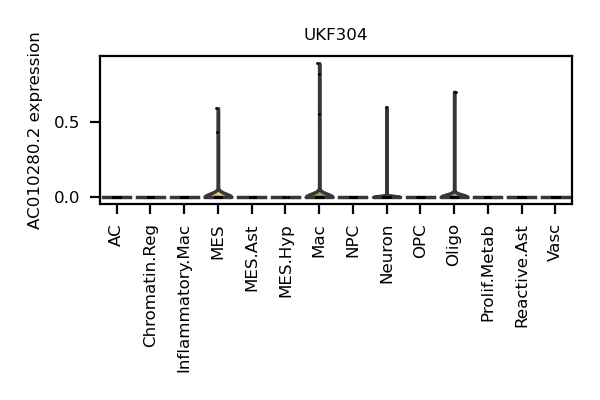 UKF304
AC010280.2 expression
0.5
0.0
AC
Chromatin.Reg
Inflammatory.Mac
MES
MES.Ast
MES.Hyp
Mac
NPC
Neuron
OPC
Oligo
Prolif.Metab
Reactive.Ast
Vasc